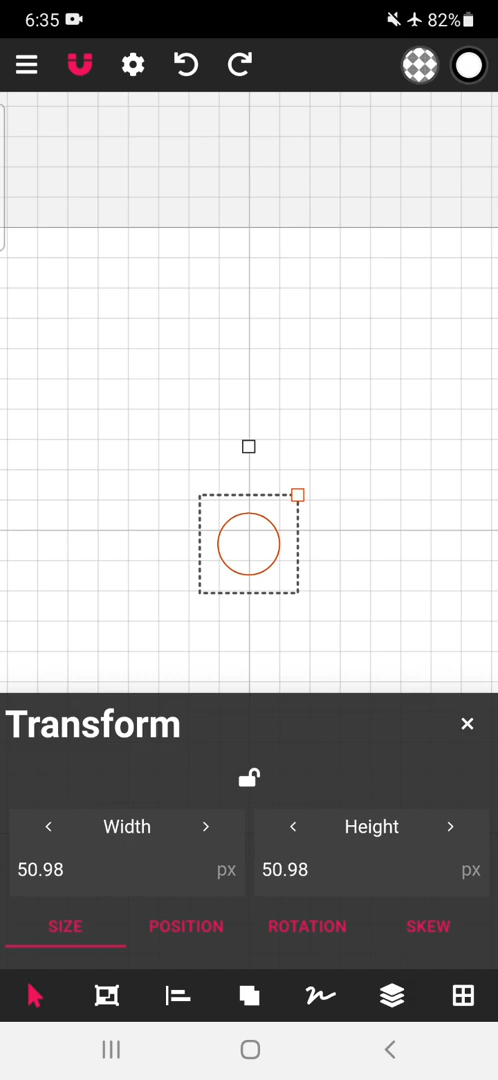 6:35
82%
Transform
Width
Height
50.98 px
50.98 px
SIZE
POSITION
ROTATION
SKEW